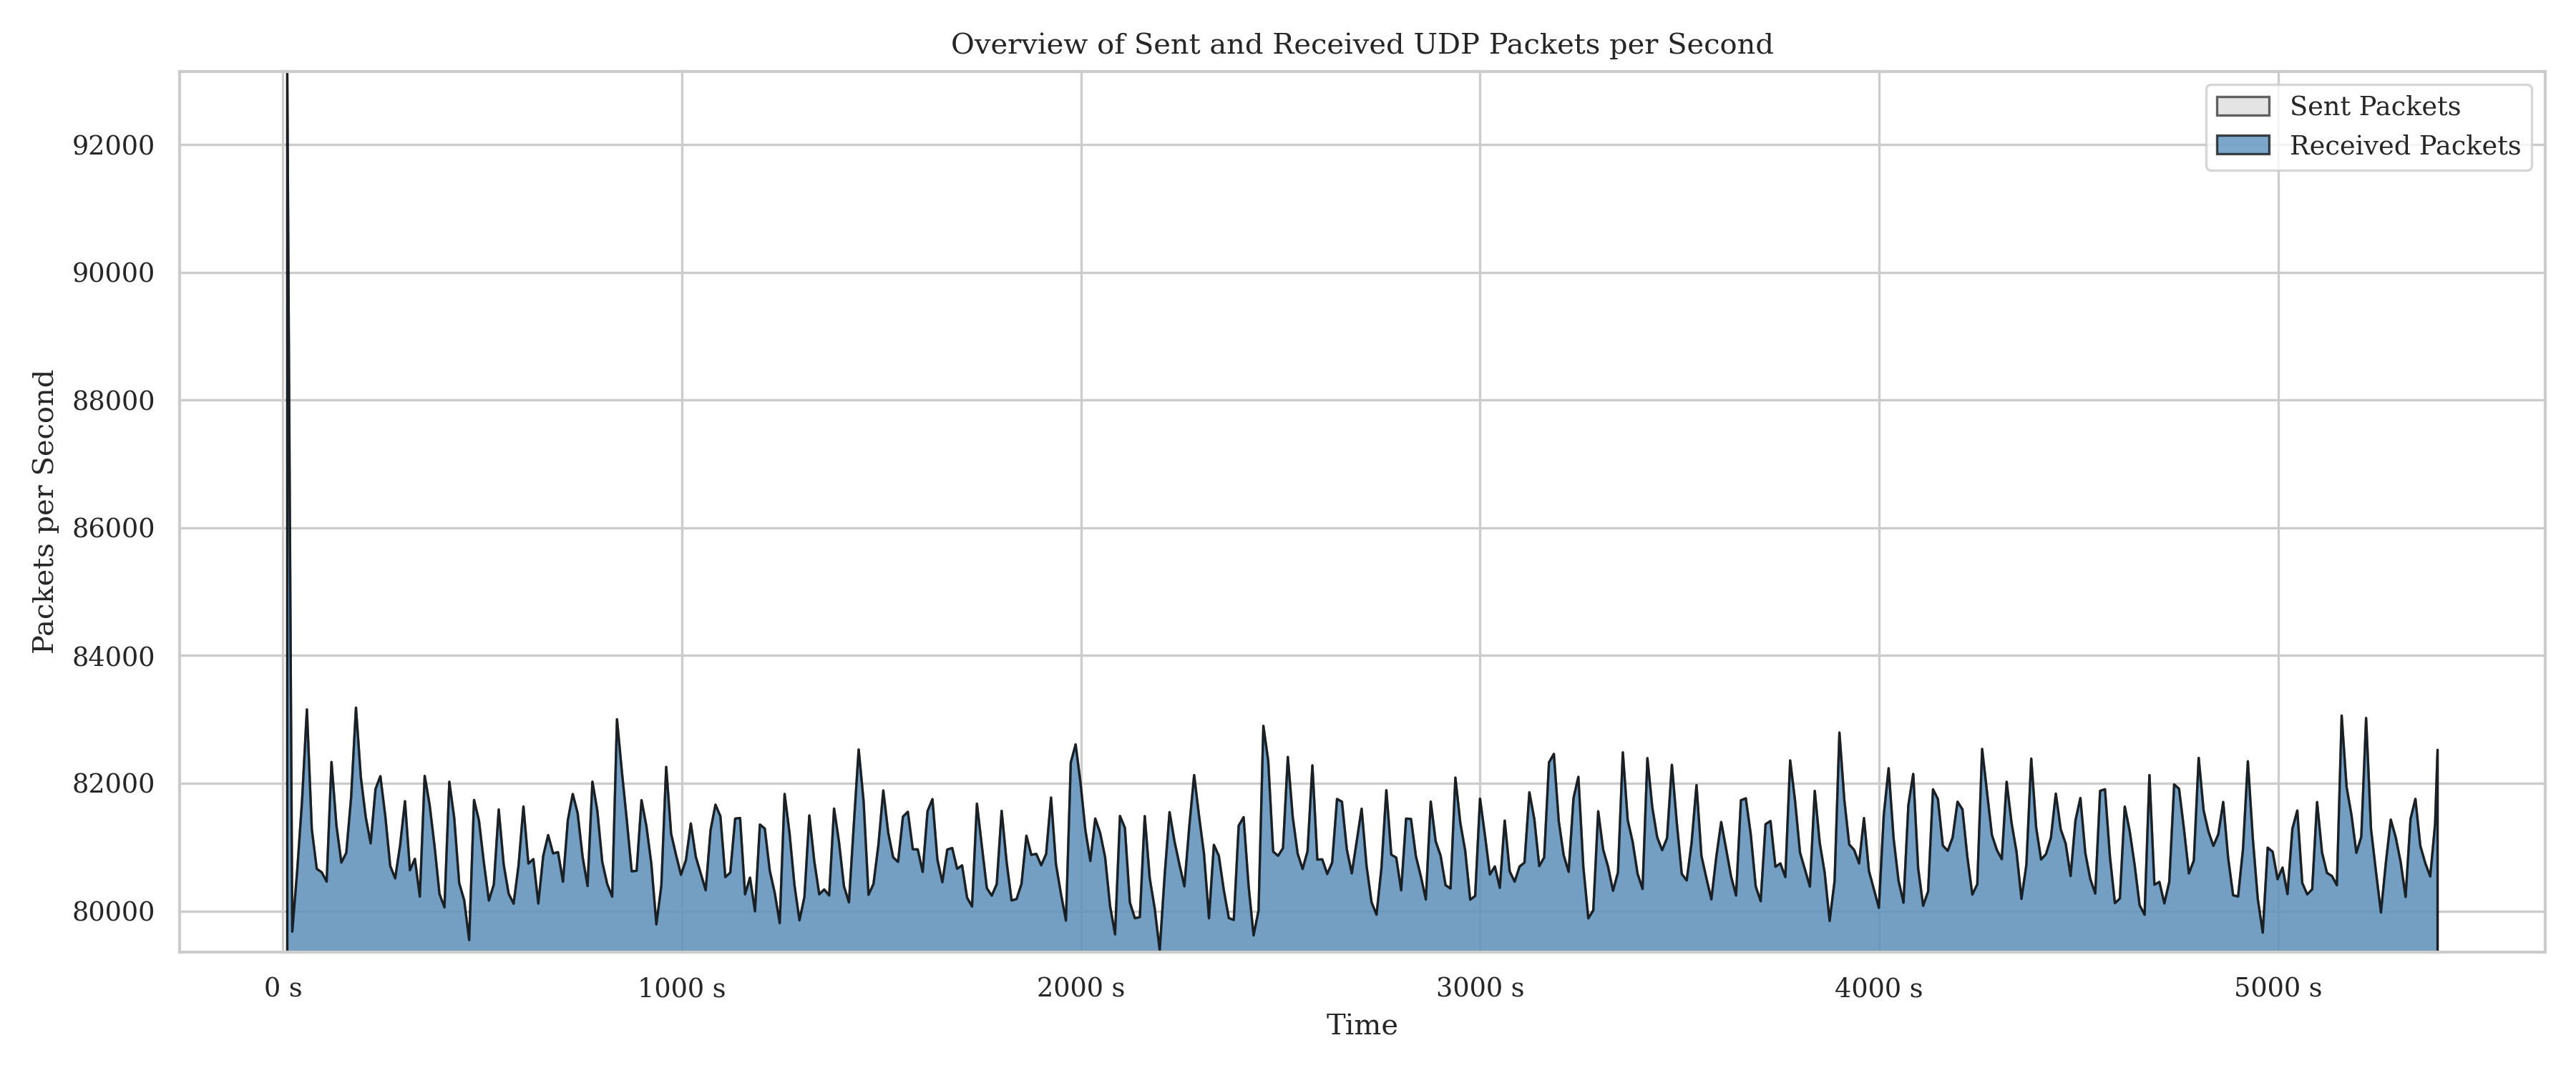 Overview of Sent and Received UDP Packets per Second
Sent Packets
Received Packets
Packets per Second
92000
90000
88000
86000
84000
82000
80000
0 s
1000 s
2000 s
3000 s
4000 s
5000 s
Time